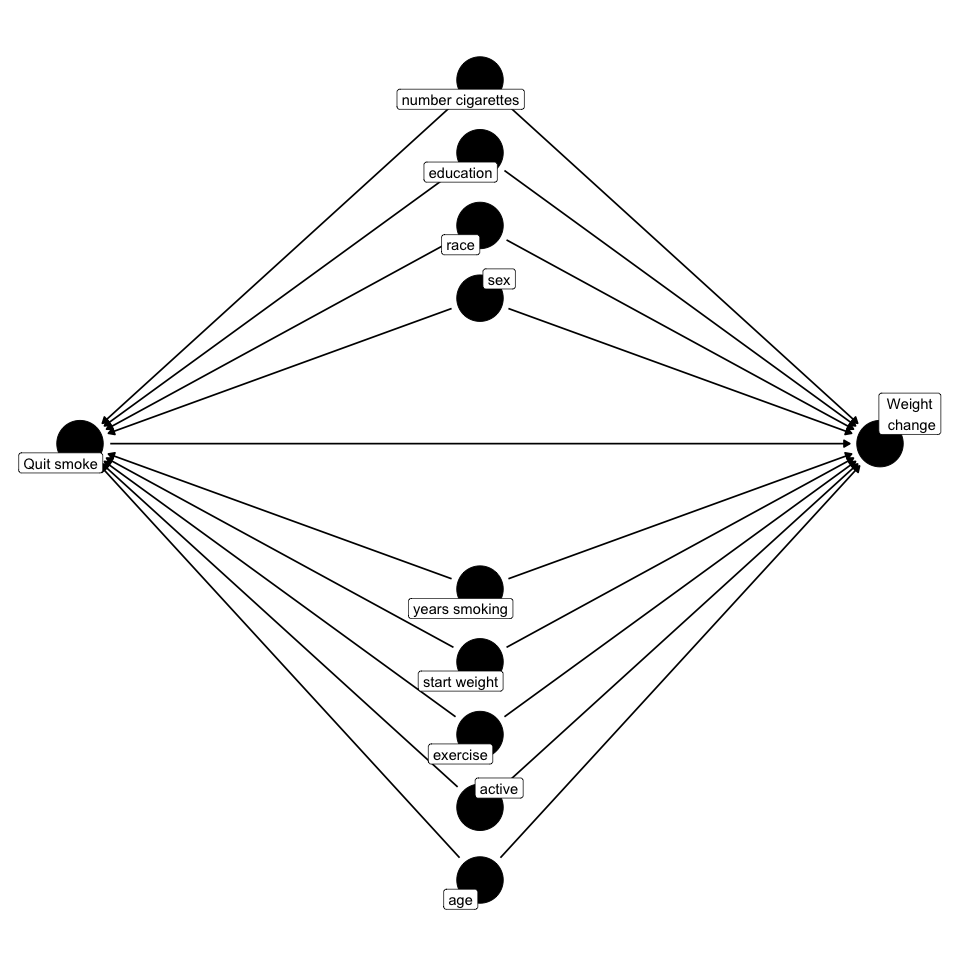 number cigarettes
education
race
sex
Weight
change
Quit smoke
years smoking
start weight
exercise
active
age